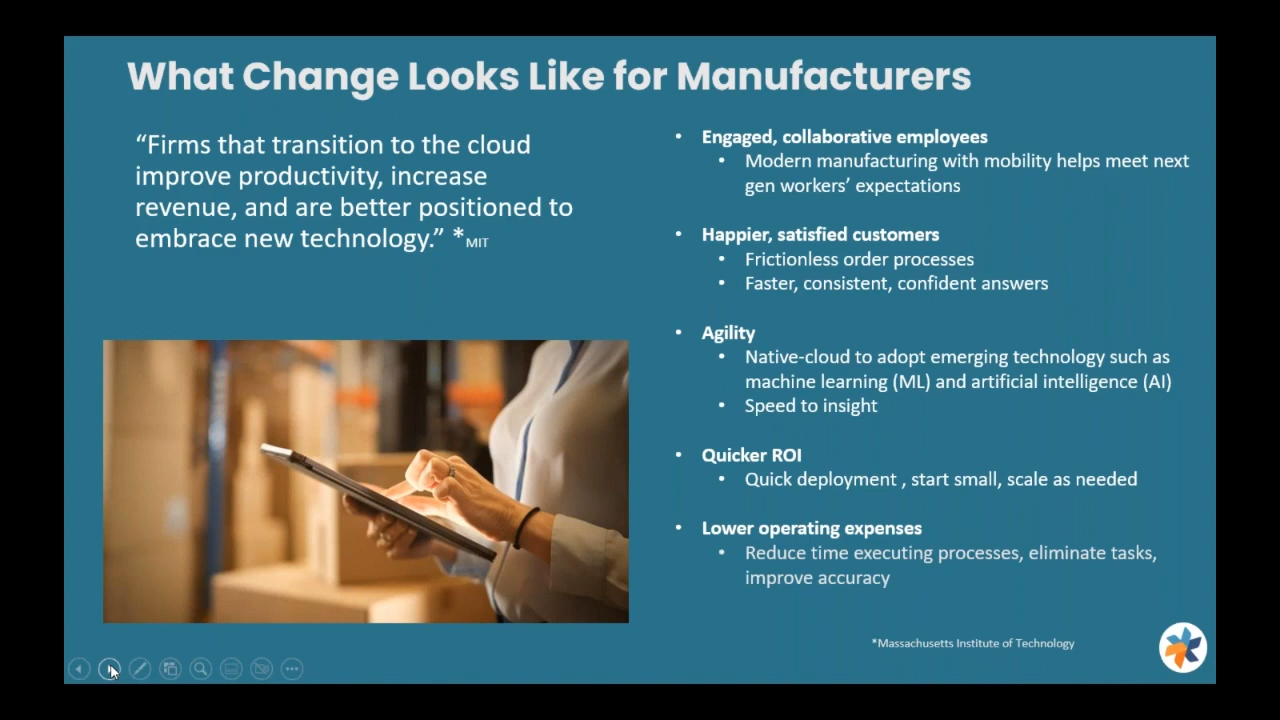 What Change Looks Like for Manufacturers
“Firms that transition to the cloud
improve productivity, increase
revenue, and are better positioned to
embrace new technology.” *MIT
• Engaged, collaborative employees
• Modern manufacturing with mobility helps meet next
gen workers’ expectations
• Happier, satisfied customers
• Frictionless order processes
• Faster, consistent, confident answers
• Agility
• Native-cloud to adopt emerging technology such as
machine learning (ML) and artificial intelligence (AI)
• Speed to insight
• Quicker ROI
• Quick deployment , start small, scale as needed
• Lower operating expenses
• Reduce time executing processes, eliminate tasks,
improve accuracy
*Massachusetts Institute of Technology